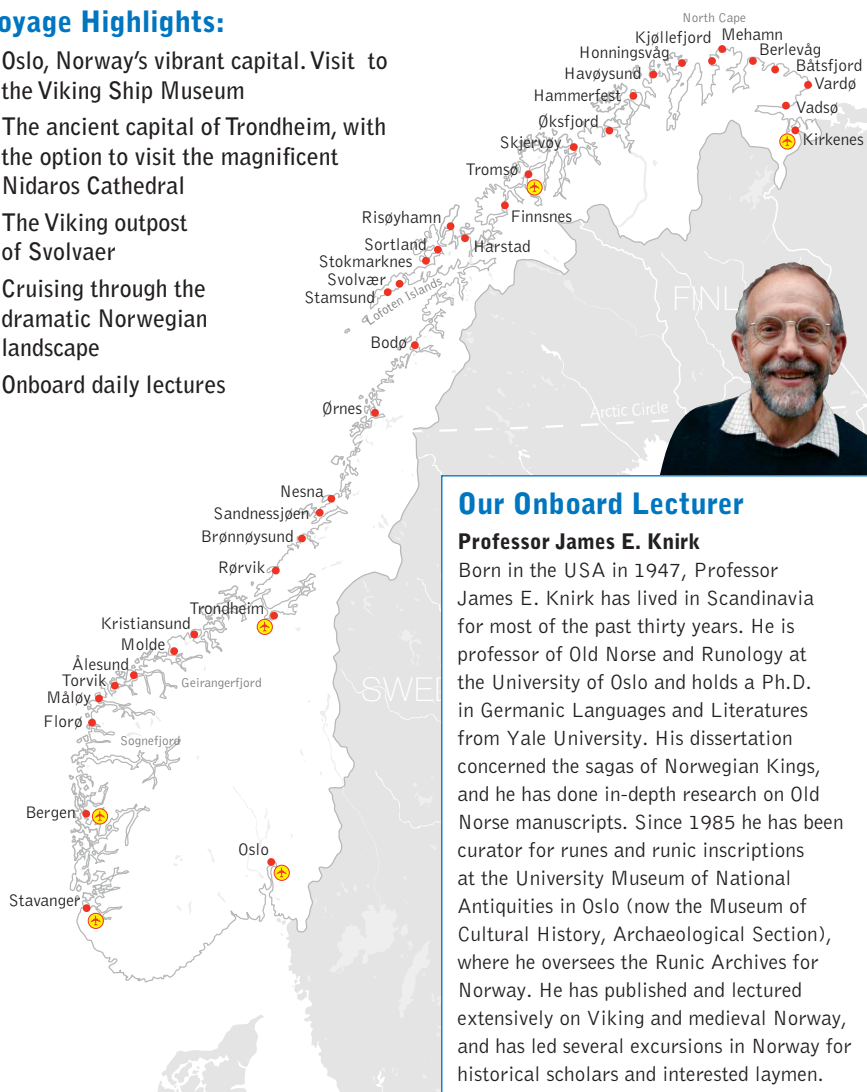 oyage Highlights:
Oslo, Norway's vibrant capital. Visit to
the Viking Ship Museum
The ancient capital of Trondheim, with
the option to visit the magnificent
Nidaros Cathedral
The Viking outpost
of Svolvaer
Cruising through the
dramatic Norwegian
landscape
Onboard daily lectures
North Cape
Mehamn
Kjøllefjord
Berlevåg
Honningsvåg
Båtsfjord
Havøysund
Vardø
Hammerfest
Vadsø
Øksfjord
Kirkenes
Skjervøy
Tromsø
Finnsnes
Risøyhamn
Harstad
Sortland
Stokmarknes
Svolvær
Stamsund
Lofoten Islands
Bodø
Ørnes
Arctic Circle
FINL
Nesna
Sandnessjøen
Brønnøysund
Rørvik
Trondheim
Kristiansund
Molde
Ålesund
Torvik
Geirangerfjord
Måløy
Florø
Sognefjord
SWE
Bergen
Oslo
Stavanger
Our Onboard Lecturer
Professor James E. Knirk
Born in the USA in 1947, Professor
James E. Knirk has lived in Scandinavia
for most of the past thirty years. He is
professor of Old Norse and Runology at
the University of Oslo and holds a Ph.D.
in Germanic Languages and Literatures
from Yale University. His dissertation
concerned the sagas of Norwegian Kings,
and he has done in-depth research on Old
Norse manuscripts. Since 1985 he has been
curator for runes and runic inscriptions
at the University Museum of National
Antiquities in Oslo (now the Museum of
Cultural History, Archaeological Section),
where he oversees the Runic Archives for
Norway. He has published and lectured
extensively on Viking and medieval Norway,
and has led several excursions in Norway for
historical scholars and interested laymen.